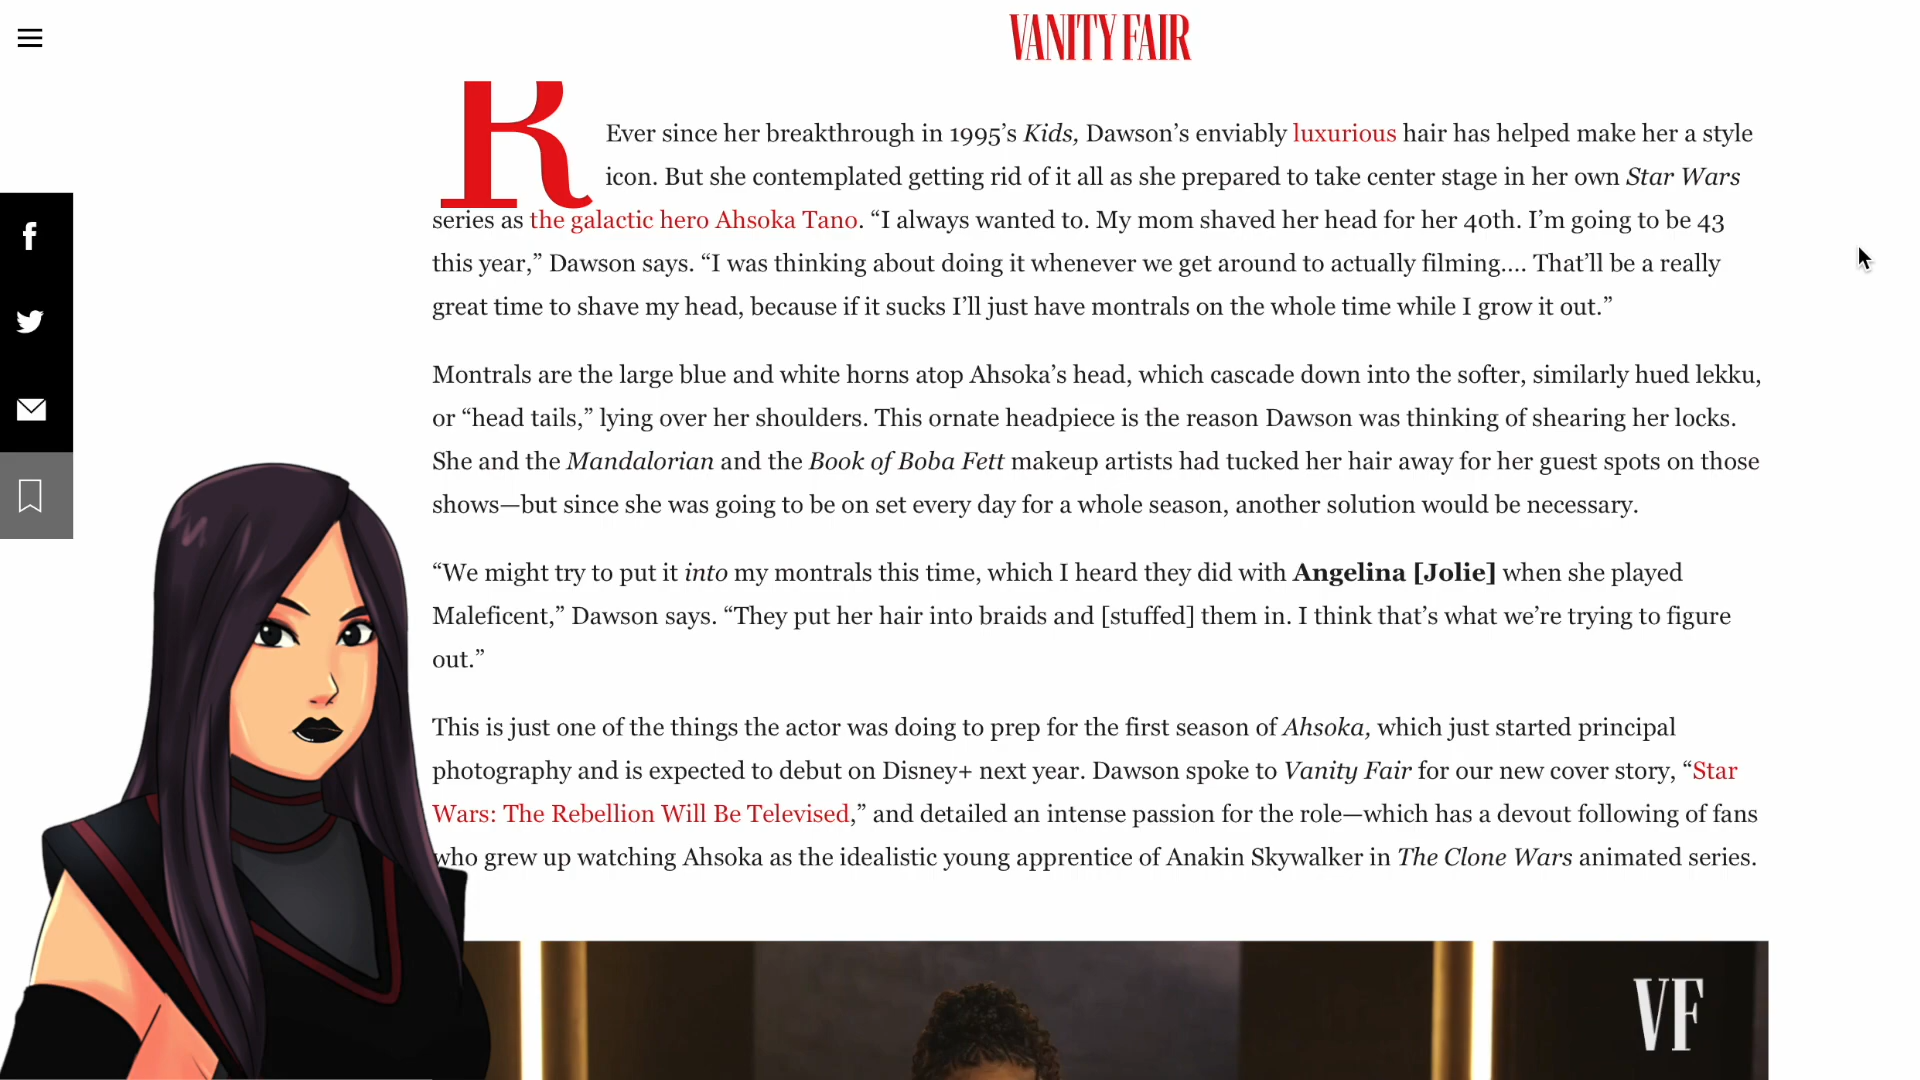 VANITY FAIR
R
Ever since her breakthrough in 1995’s Kids, Dawson’s enviably luxurious hair has helped make her a style
icon. But she contemplated getting rid of it all as she prepared to take center stage in her own Star Wars
series as the galactic hero Ahsoka Tano. “I always wanted to. My mom shaved her head for her 40th. I’m going to be 43
this year,” Dawson says. “I was thinking about doing it whenever we get around to actually filming.... That’ll be a really
great time to shave my head, because if it sucks I’ll just have montrals on the whole time while I grow it out.”
Montrals are the large blue and white horns atop Ahsoka’s head, which cascade down into the softer, similarly hued lekku,
or “head tails,” lying over her shoulders. This ornate headpiece is the reason Dawson was thinking of shearing her locks.
She and the Mandalorian and the Book of Boba Fett makeup artists had tucked her hair away for her guest spots on those
shows—but since she was going to be on set every day for a whole season, another solution would be necessary.
“We might try to put it into my montrals this time, which I heard they did with Angelina [Jolie] when she played
Maleficent,” Dawson says. “They put her hair into braids and [stuffed] them in. I think that’s what we’re trying to figure
out.”
This is just one of the things the actor was doing to prep for the first season of Ahsoka, which just started principal
photography and is expected to debut on Disney+ next year. Dawson spoke to Vanity Fair for our new cover story, “Star
Wars: The Rebellion Will Be Televised,” and detailed an intense passion for the role—which has a devout following of fans
who grew up watching Ahsoka as the idealistic young apprentice of Anakin Skywalker in The Clone Wars animated series.
VF